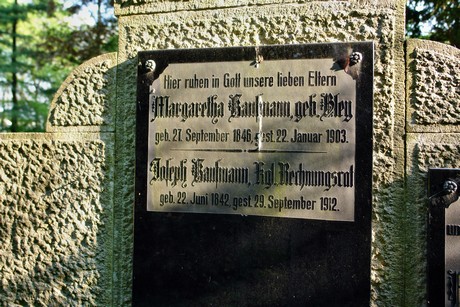 Hier ruhen in Gott unsere lieben Eltern
Margaretha Kaufmann, geb. Bley
geb. 27. September 1846, gest. 22. Januar 1903.
Joseph Kaufmann, Kgl. Rechnungsrat
geb. 22. Juni 1842, gest. 29. September 1912.